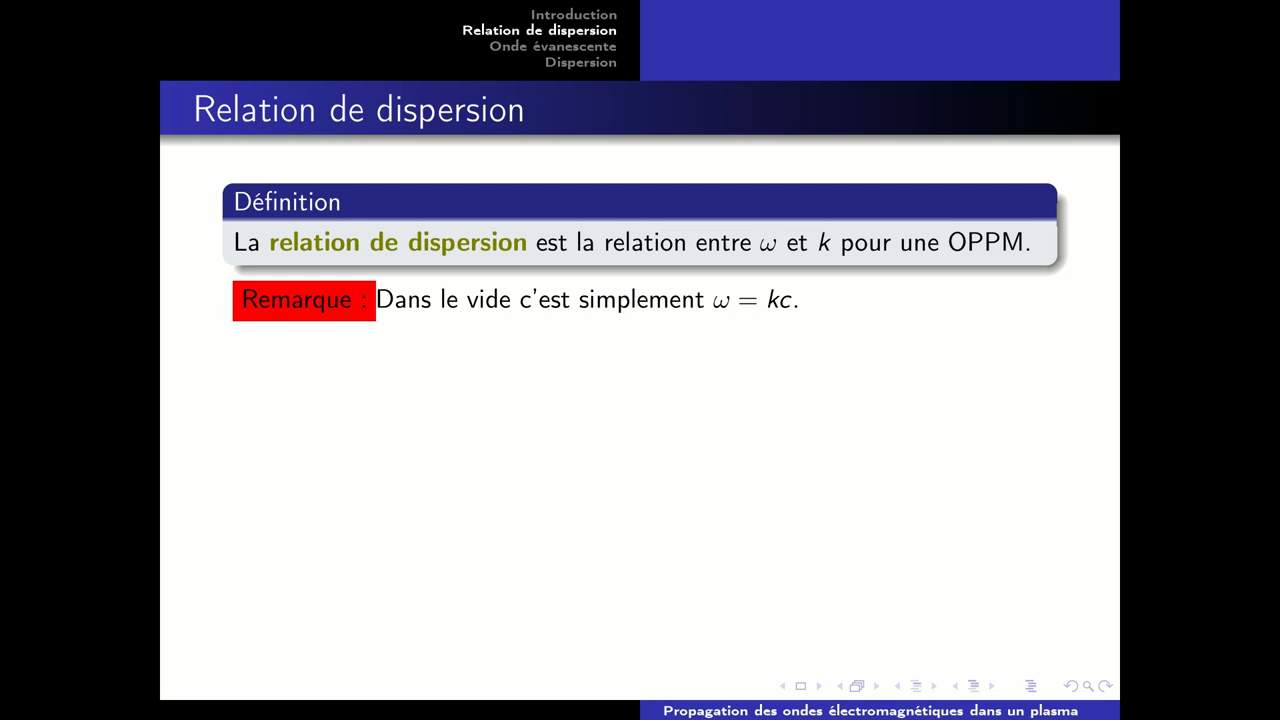 Introduction
Relation de dispersion
Onde évanescente
Dispersion
Relation de dispersion
Définition
La relation de dispersion est la relation entre ω et k pour une OPPM.
Remarque : Dans le vide c'est simplement ω = kc.
Propagation des ondes électromagnétiques dans un plasma